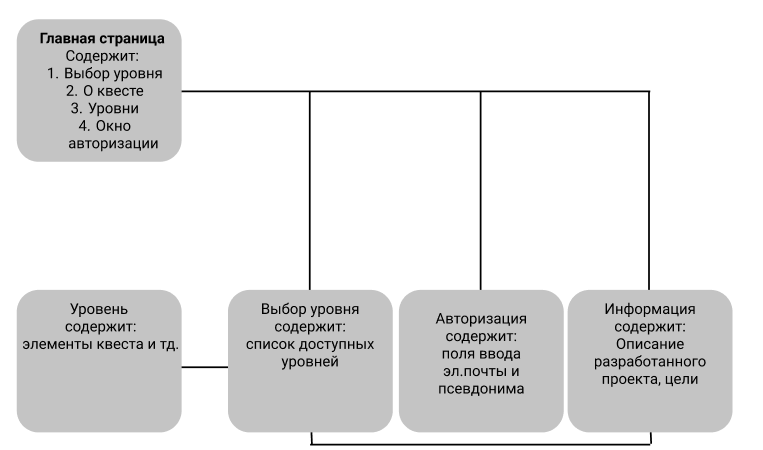 Главная страница
Содержит:
1. Выбор уровня
2. О квесте
3. Уровни
4. Окно
авторизации
Уровень
содержит:
элементы квеста и тд.
Выбор уровня
содержит:
список доступных
уровней
Авторизация
содержит:
поля ввода
эл.почты и
псевдонима
Информация
содержит:
Описание
разработанного
проекта, цели